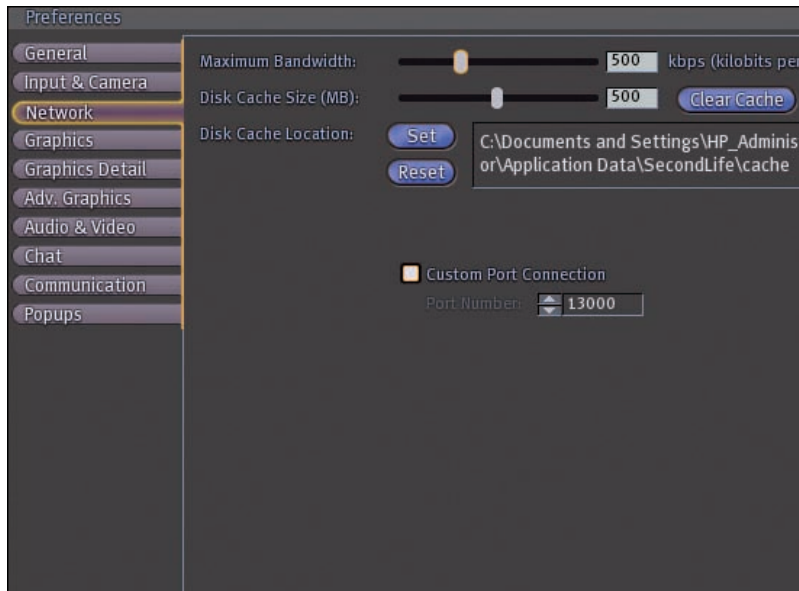 Preferences
General
Input & Camera
Network
Graphics
Graphics Detail
Adv. Graphics
Audio & Video
Chat
Communication
Popups
Maximum Bandwidth: 500 kbps (kilobits per
Disk Cache Size (MB): 500 Clear Cache
Disk Cache Location: Set
Reset
C:\Documents and Settings\HP_Adminis
or\Application Data\SecondLife\cache
Custom Port Connection
Port Number: 13000